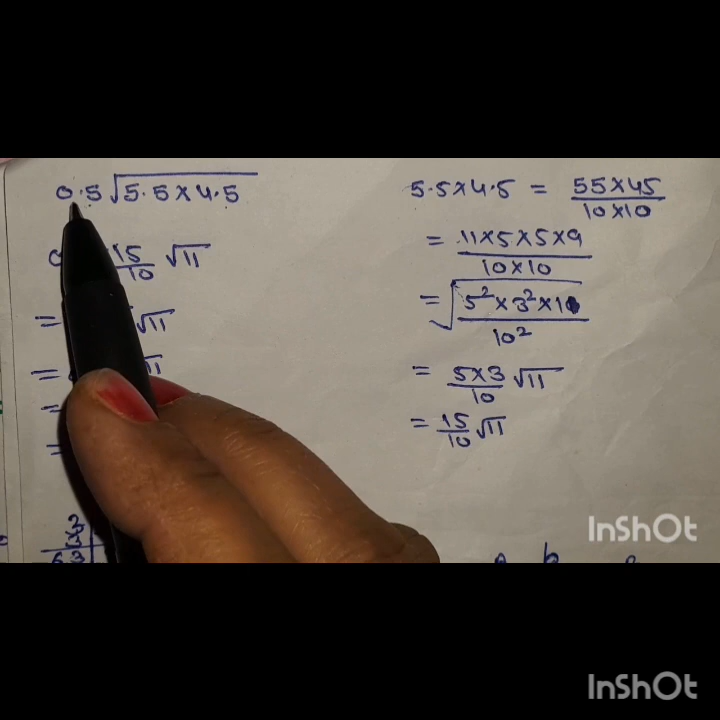 0.5√5.5×4.5
15/10 √11
= √11
=
=
=
5.5×4.5 = 55×45/10×10
= 11×5×5×9/10×10
= √5²×3²×11/10²
= 5×3/10 √11
= 15/10 √11
InShOt
InShOt